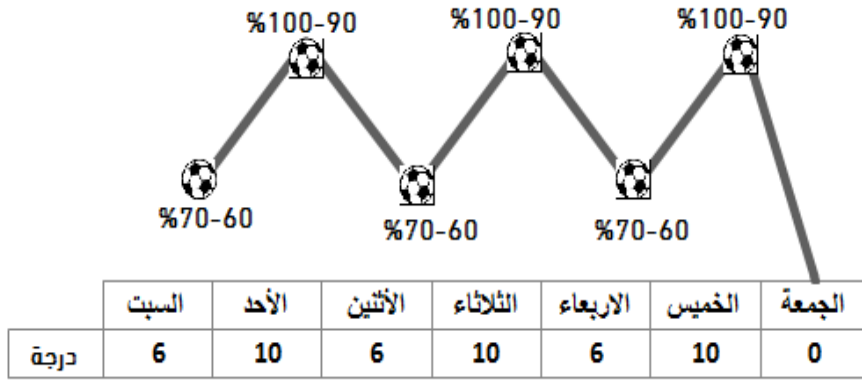 %100-90 %100-90 %100-90
%70-60 %70-60 %70-60
السبت الأحد الأثنين الثلاثاء الاربعاء الخميس الجمعة
درجة 6 10 6 10 6 10 0